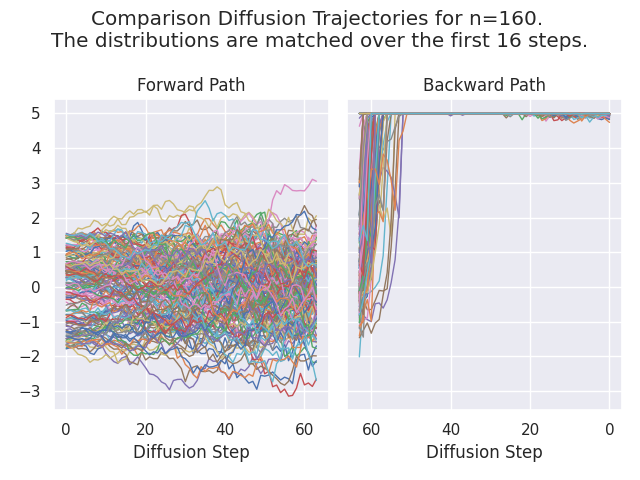 Comparison Diffusion Trajectories for n=160.
The distributions are matched over the first 16 steps.
Forward Path
Backward Path
5
4
3
2
1
0
−1
−2
−3
0 20 40 60
60 40 20 0
Diffusion Step
Diffusion Step